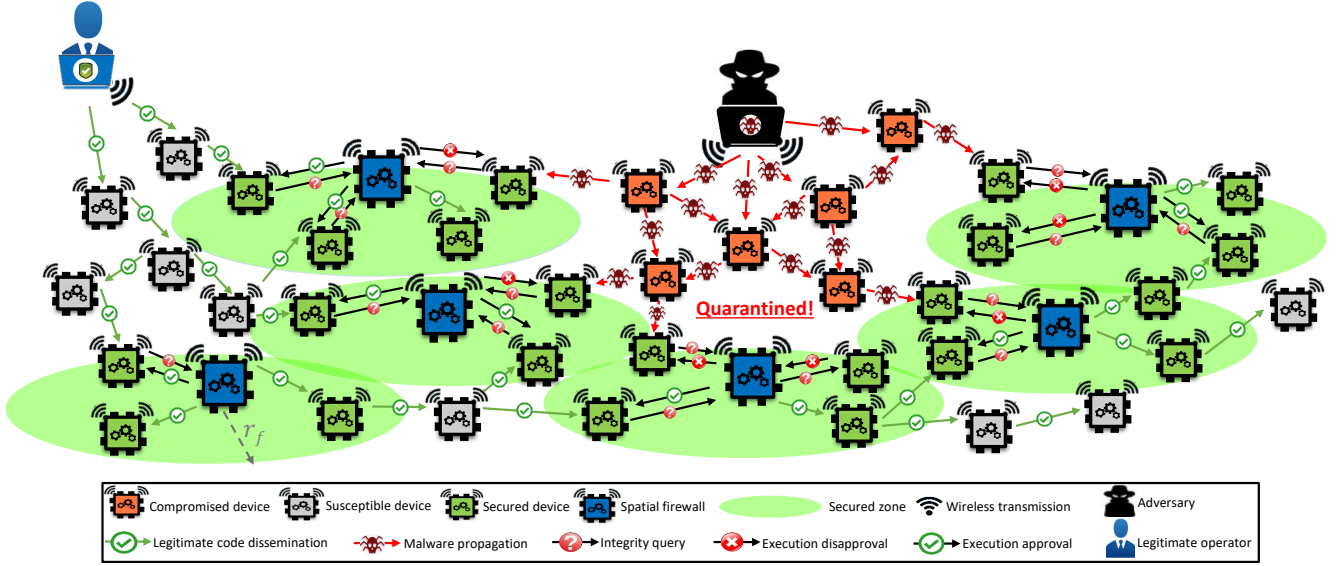 Quarantined!
r_f
Compromised device
Susceptible device
Secured device
Spatial firewall
Secured zone
Wireless transmission
Adversary
Legitimate code dissemination
Malware propagation
Integrity query
Execution disapproval
Execution approval
Legitimate operator